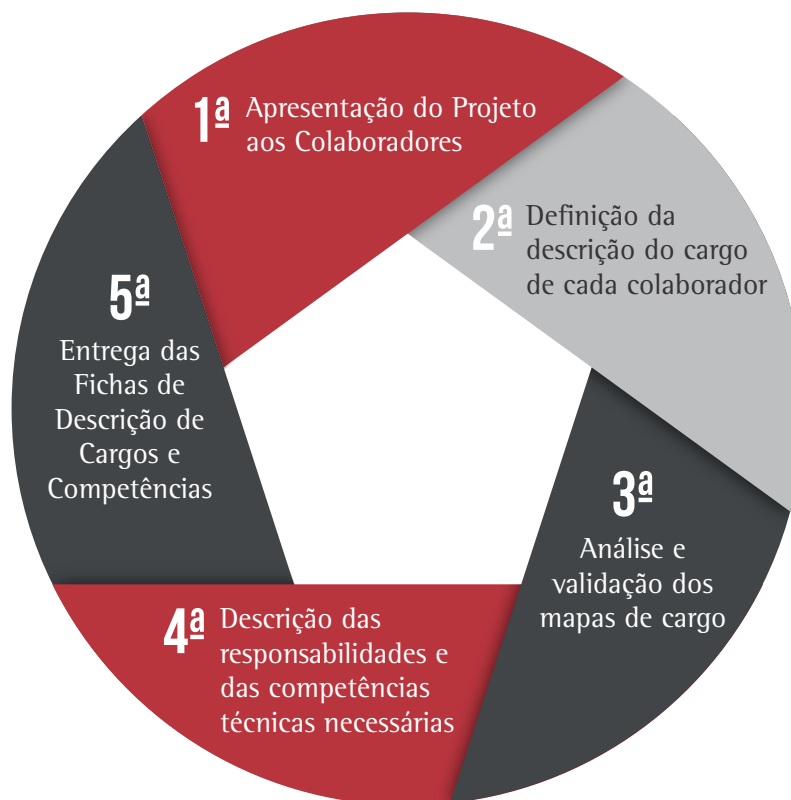 1ª Apresentação do Projeto
aos Colaboradores
2ª Definição da
descrição do cargo
de cada colaborador
3ª
Análise e
validação dos
mapas de cargo
4ª Descrição das
responsabilidades e
das competências
técnicas necessárias
5ª
Entrega das
Fichas de
Descrição de
Cargos e
Competências